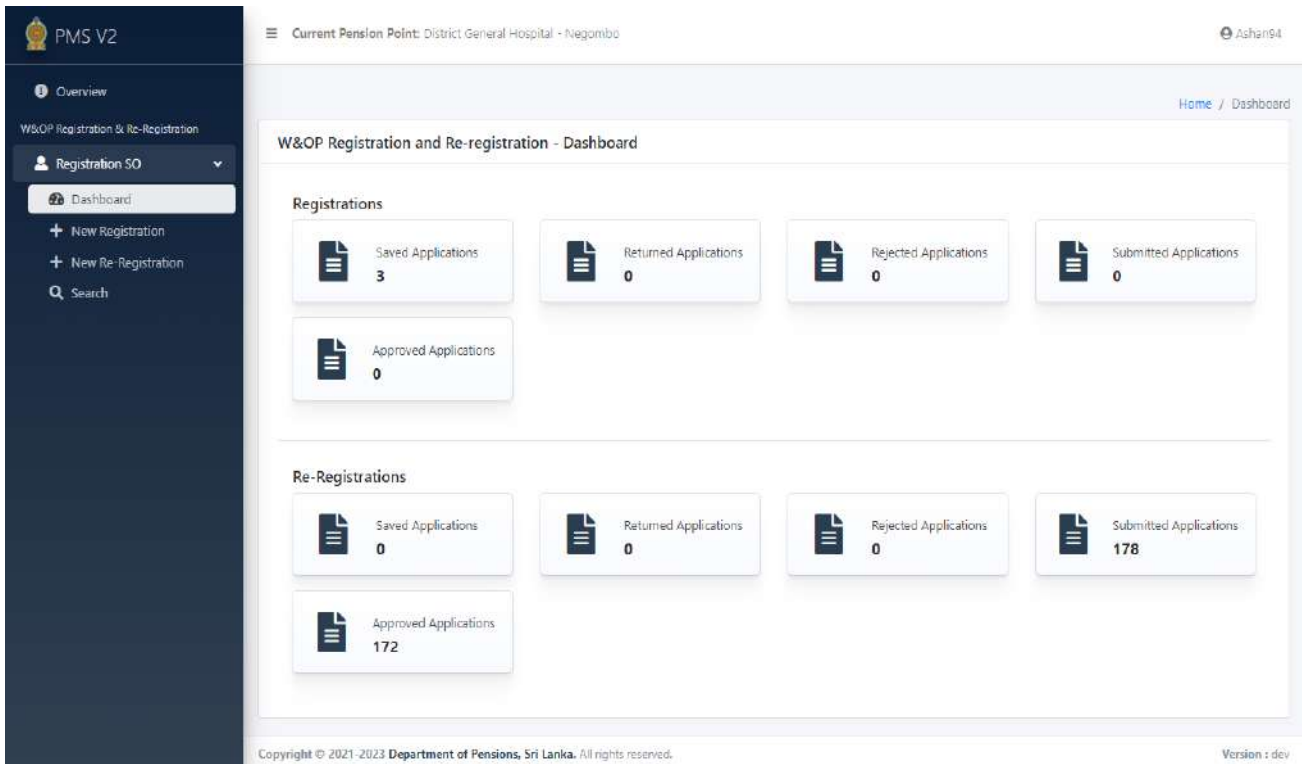 PMS V2
Current Pension Point: District General Hospital - Negombo
Ashan94
Overview
W&OP Registration & Re-Registration
Registration SO
Dashboard
New Registration
New Re-Registration
Search
Home / Dashboard
W&OP Registration and Re-registration - Dashboard
Registrations
Saved Applications
3
Returned Applications
0
Rejected Applications
0
Submitted Applications
0
Approved Applications
0
Re-Registrations
Saved Applications
0
Returned Applications
0
Rejected Applications
0
Submitted Applications
178
Approved Applications
172
Copyright © 2021-2023 Department of Pensions, Sri Lanka. All rights reserved.
Version : dev